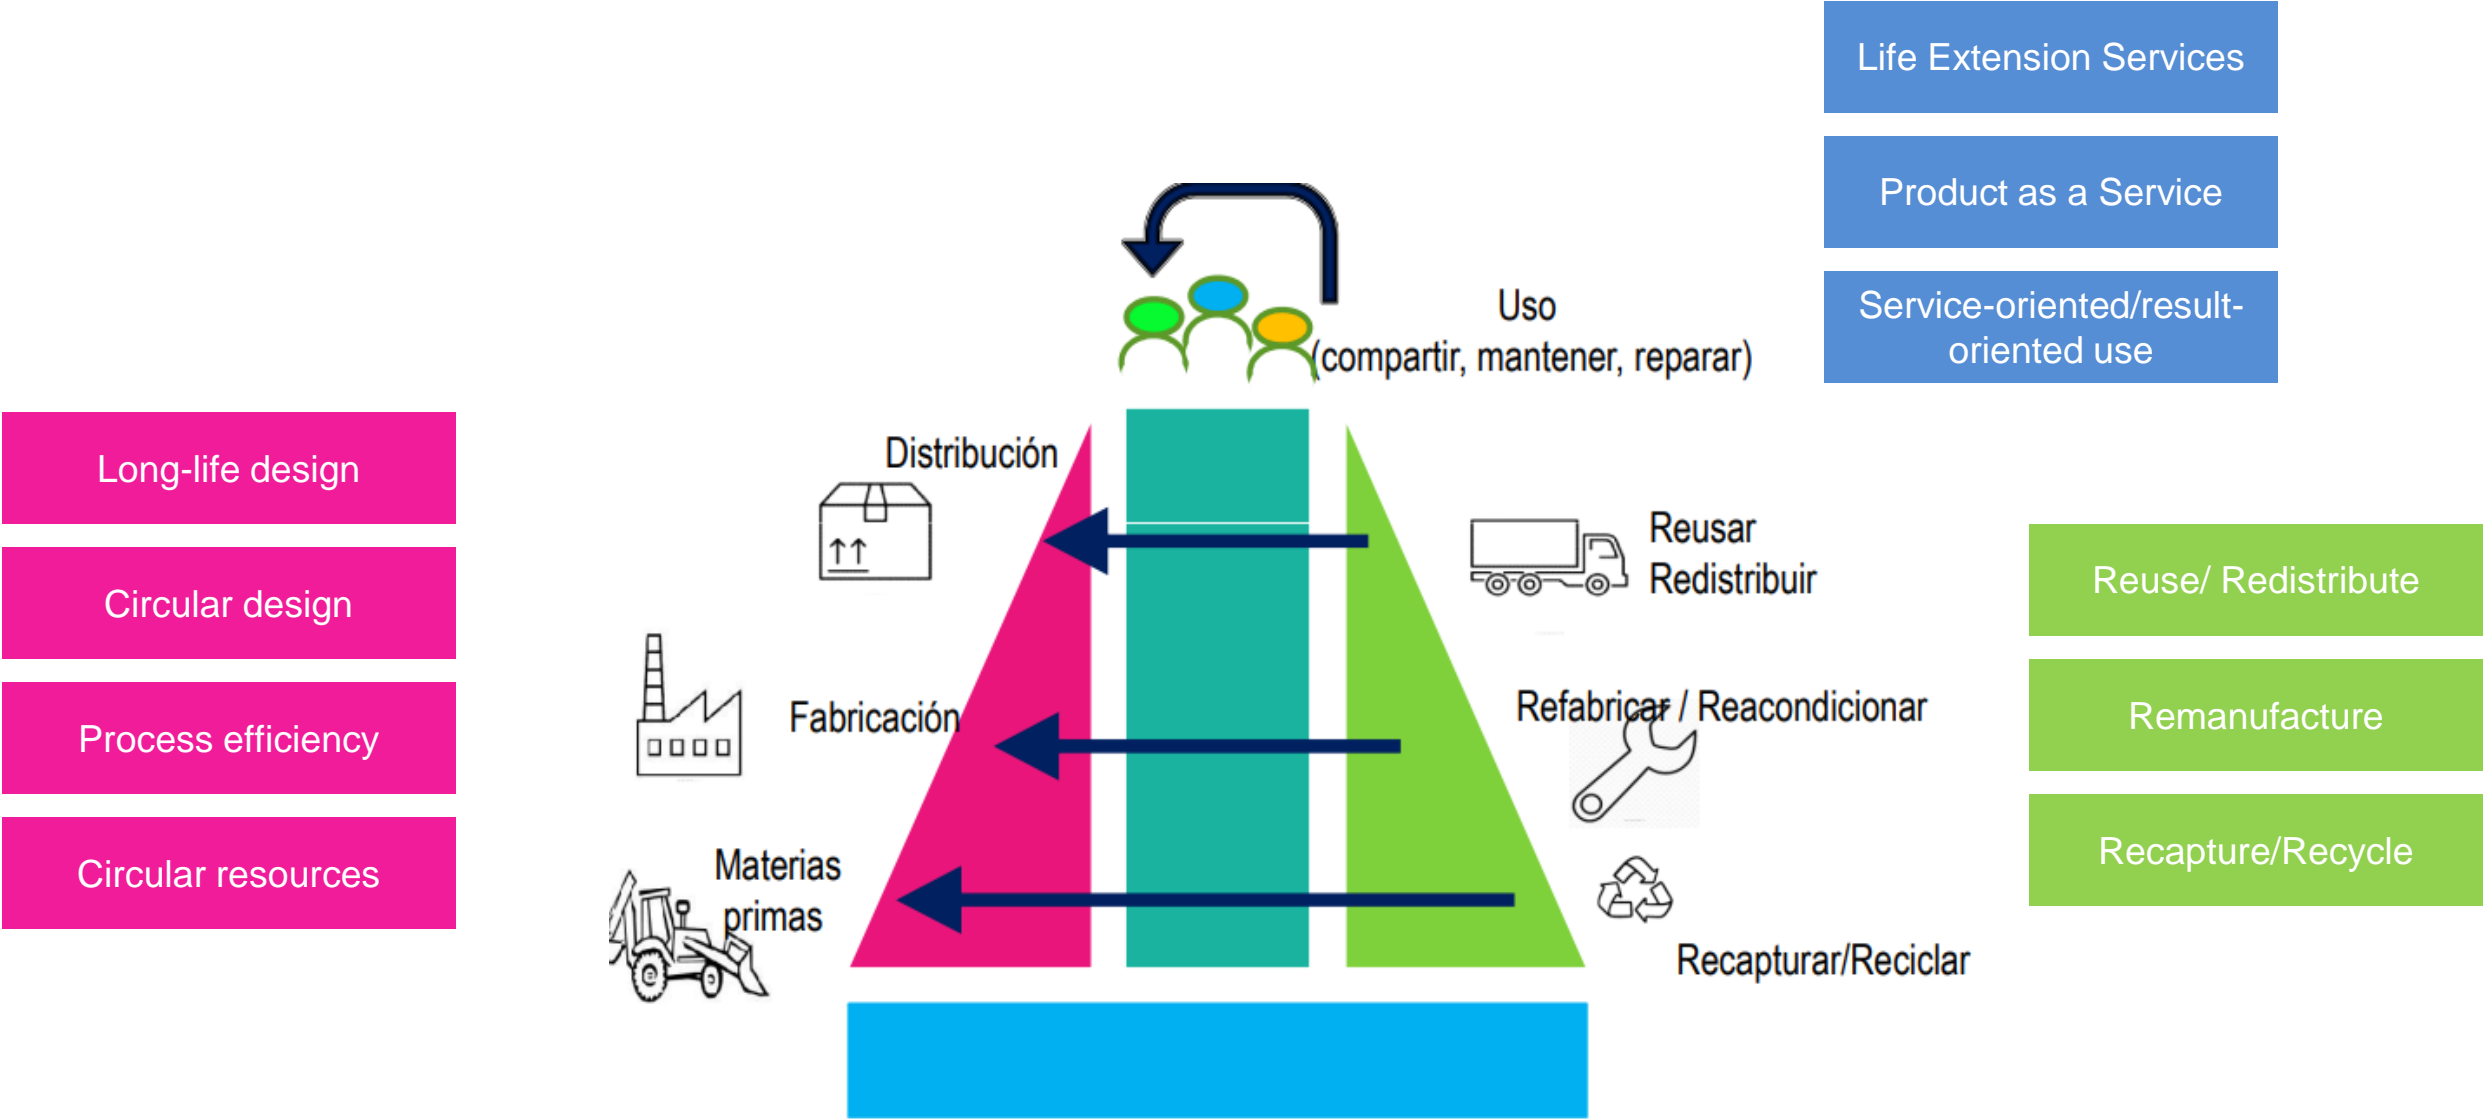 Life Extension Services
Product as a Service
Service-oriented/result-
oriented use
Uso
(compartir, mantener, reparar)
Long-life design
Circular design
Process efficiency
Circular resources
Distribución
Fabricación
Materias
primas
Reusar
Redistribuir
Refabricar / Reacondicionar
Recapturar/Reciclar
Reuse/ Redistribute
Remanufacture
Recapture/Recycle